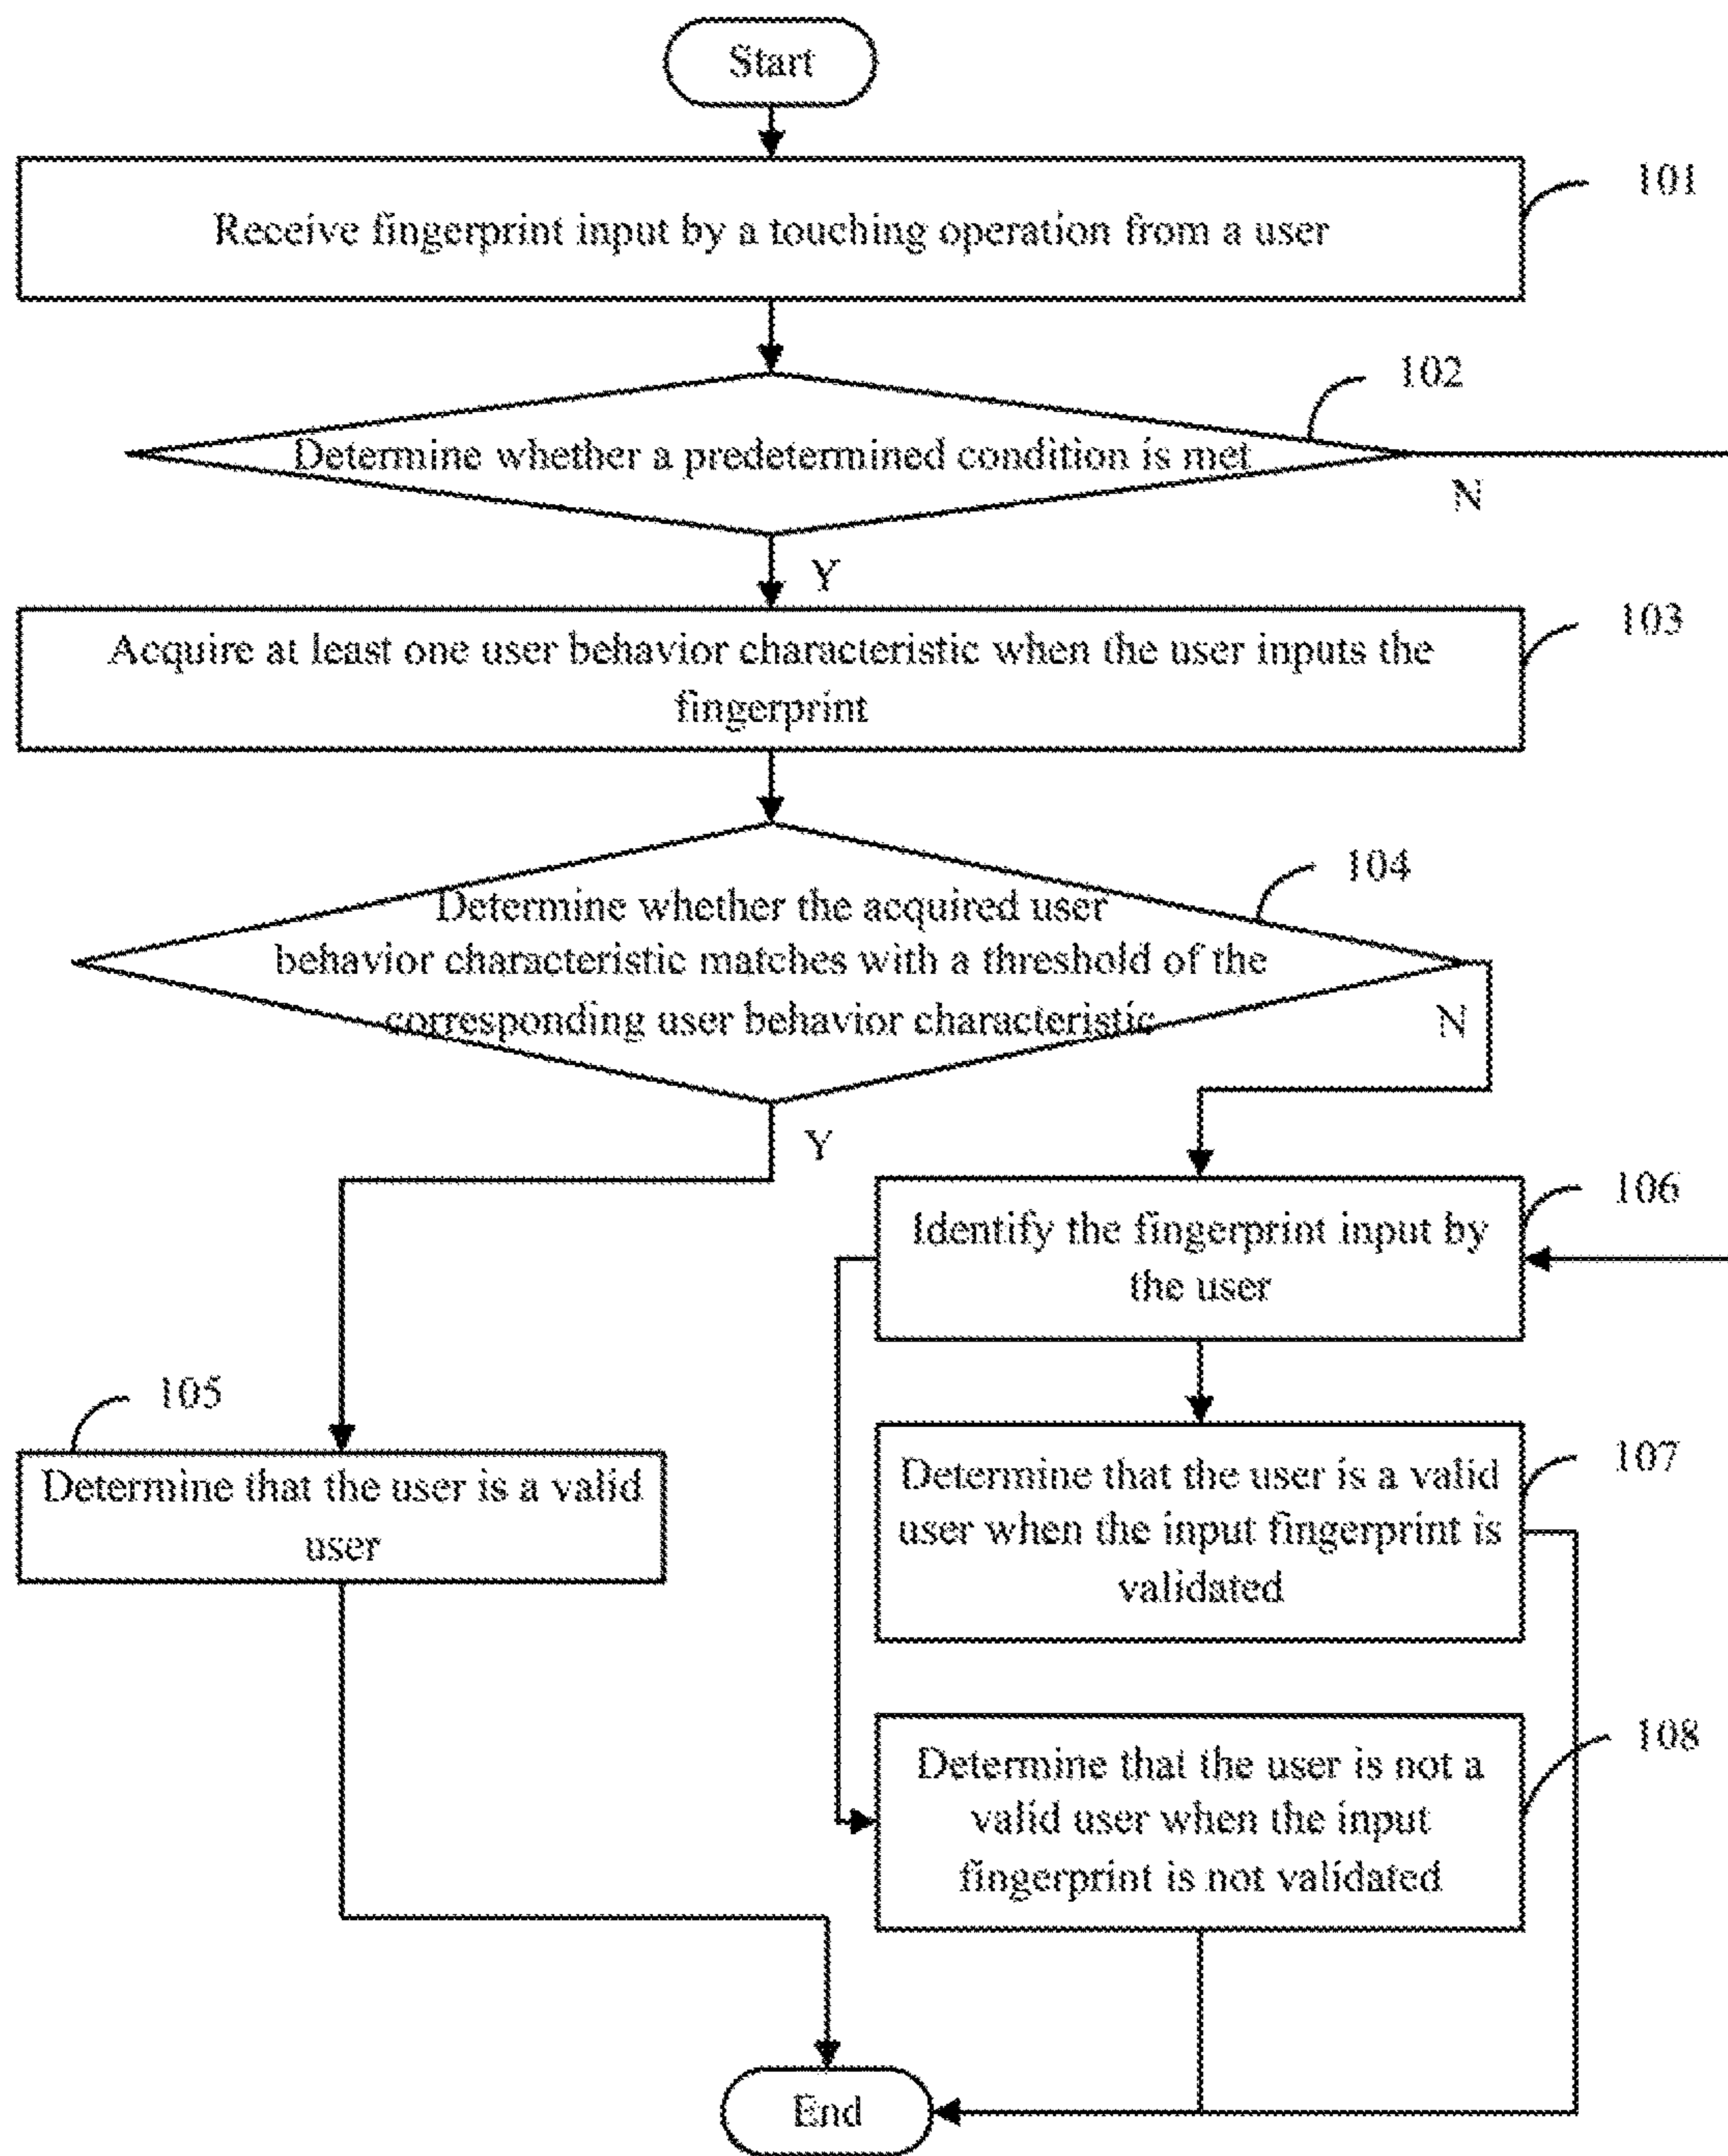 Start
101
Receive fingerprint input by a touching operation from a user
102
Determine whether a predetermined condition is met
N
Y
103
Acquire at least one user behavior characteristic when the user inputs the
fingerprint
104
Determine whether the acquired user
behavior characteristic matches with a threshold of the
corresponding user behavior characteristic
N
Y
106
Identify the fingerprint input by
the user
105
Determine that the user is a valid
user
107
Determine that the user is a valid
user when the input fingerprint is
validated
108
Determine that the user is not a
valid user when the input
fingerprint is not validated
End